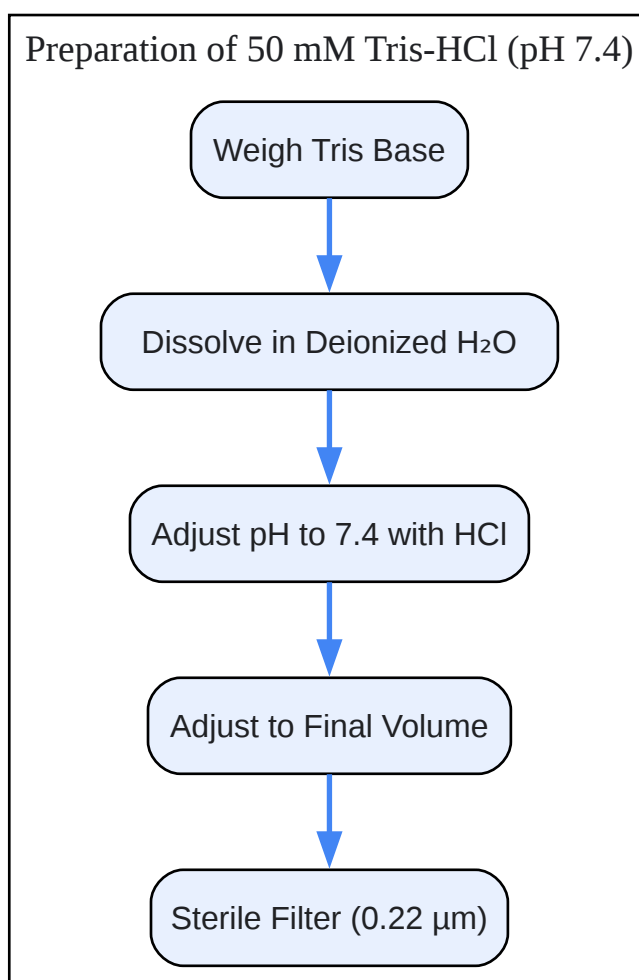 Preparation of 50 mM Tris-HCl (pH 7.4)
Weigh Tris Base
Dissolve in Deionized H₂O
Adjust pH to 7.4 with HCl
Adjust to Final Volume
Sterile Filter (0.22 µm)